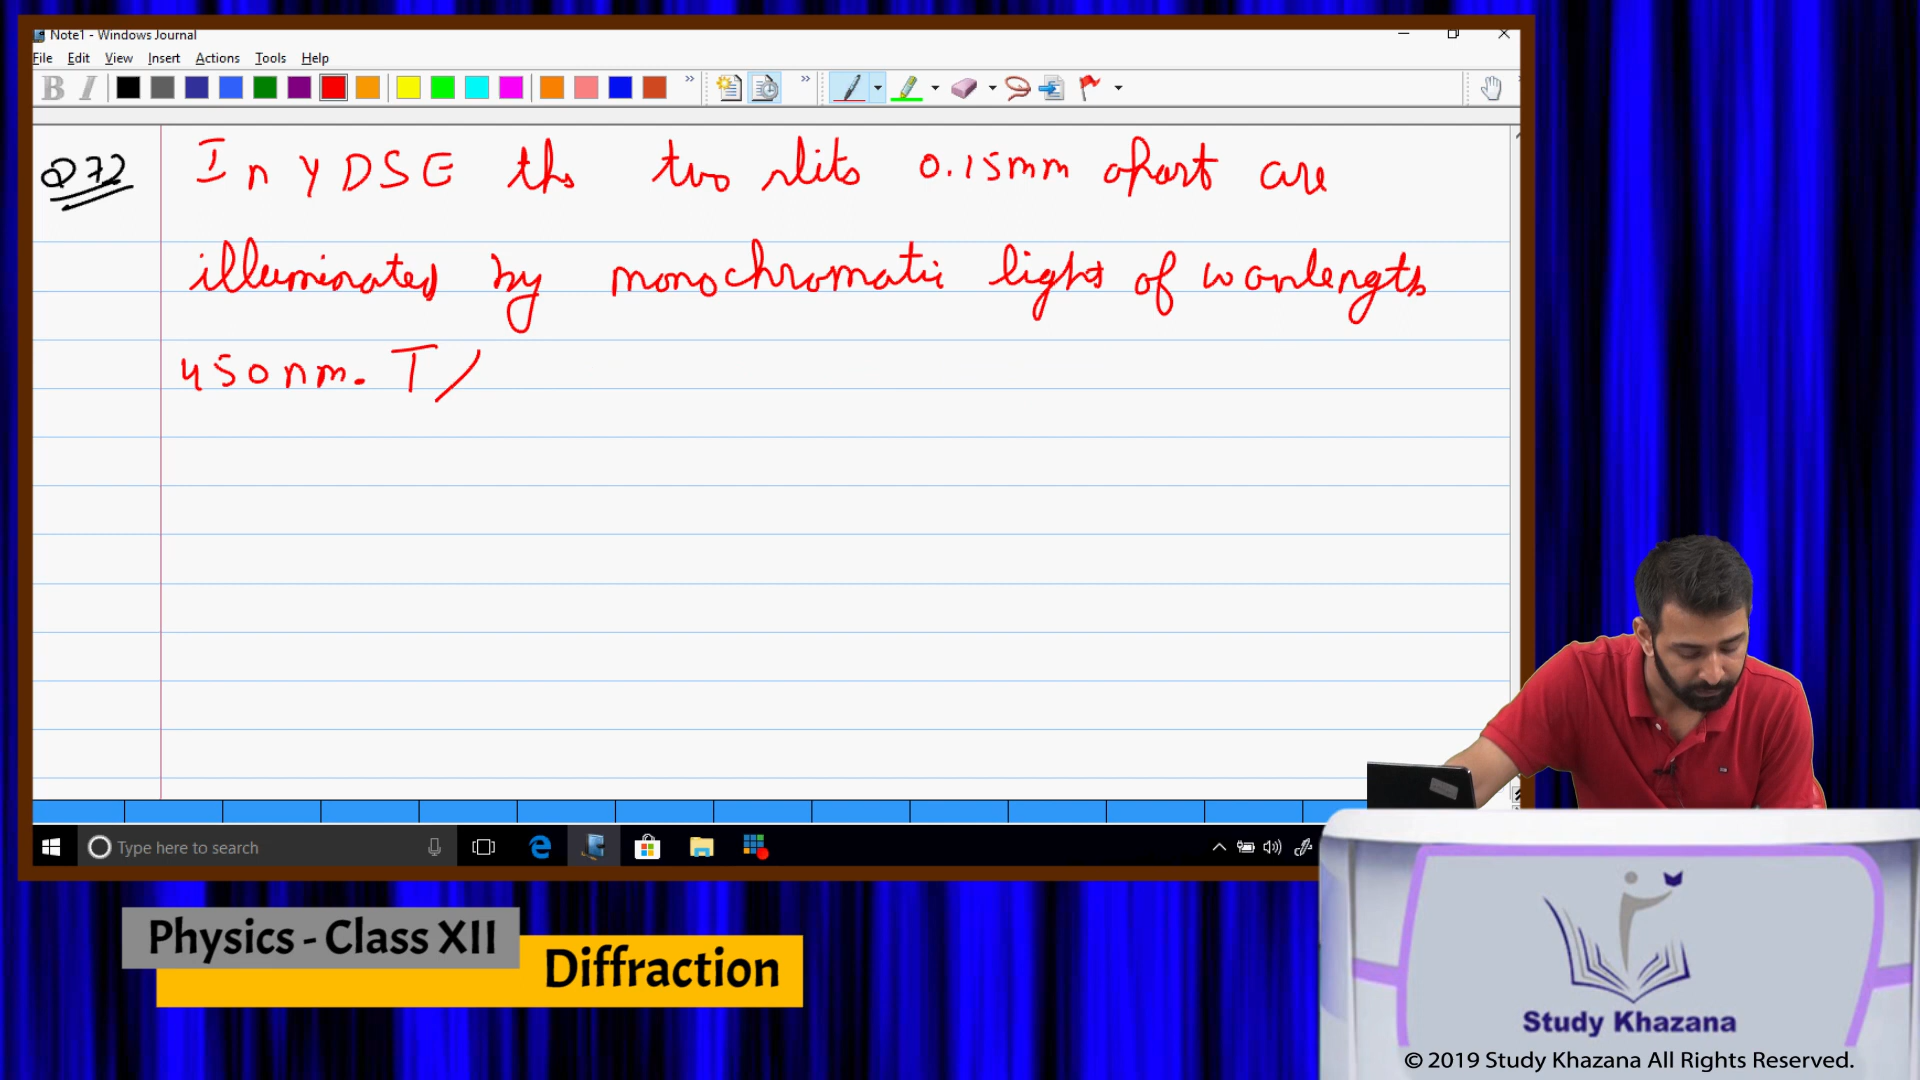 Note1 - Windows Journal
File Edit View Insert Actions Tools Help
B I
Q72
In YDSE the two slits 0.15mm apart are
illuminated by monochromatic light of wavelength
450nm. T
Type here to search
Physics - Class XII
Diffraction
Study Khazana
© 2019 Study Khazana All Rights Reserved.